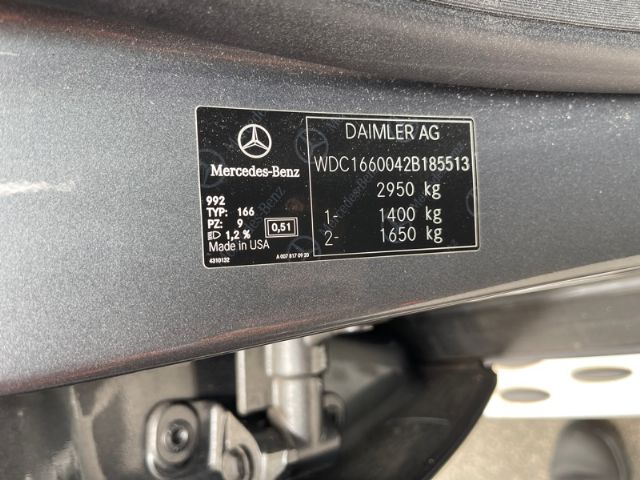 Mercedes-Benz
992
TYP: 166
PZ: 9
1,2 %
0,51
Made in USA
4310132
A 007 817 09 20
DAIMLER AG
WDC1660042B185513
2950 kg
1- 1400 kg
2- 1650 kg